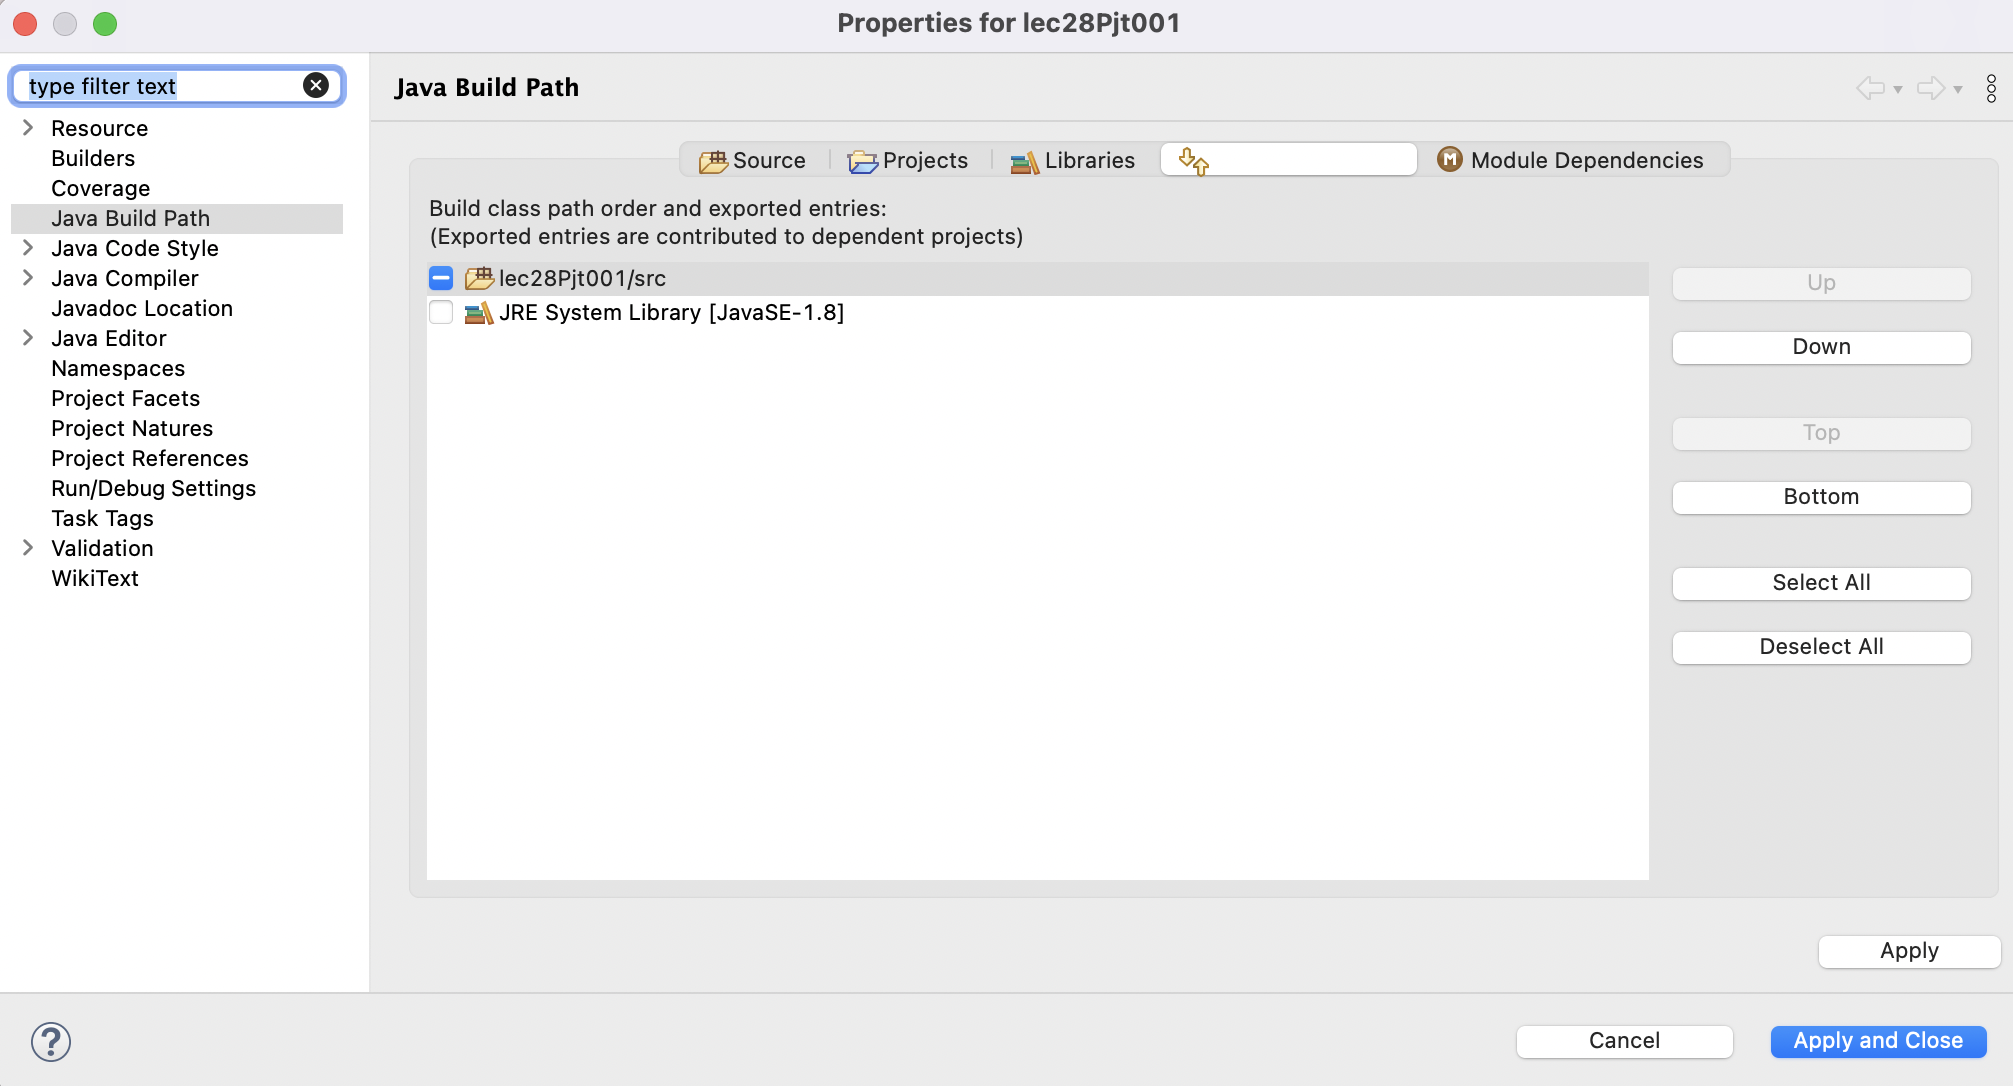 Properties for lec28Pjt001
type filter text
Resource
Builders
Coverage
Java Build Path
Java Code Style
Java Compiler
Javadoc Location
Java Editor
Namespaces
Project Facets
Project Natures
Project References
Run/Debug Settings
Task Tags
Validation
WikiText
Java Build Path
Source
Projects
Libraries
M Module Dependencies
Build class path order and exported entries:
(Exported entries are contributed to dependent projects)
lec28Pjt001/src
JRE System Library [JavaSE-1.8]
Up
Down
Top
Bottom
Select All
Deselect All
Apply
?
Cancel
Apply and Close